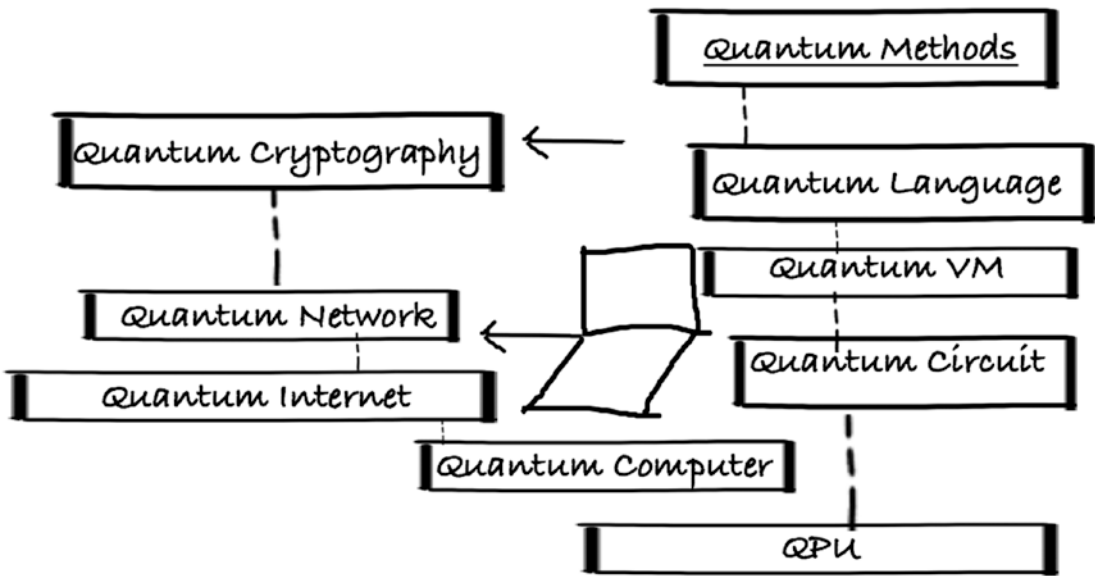 Quantum Methods
Quantum Cryptography
Quantum Language
Quantum VM
Quantum Network
Quantum Circuit
Quantum Internet
Quantum Computer
QPU